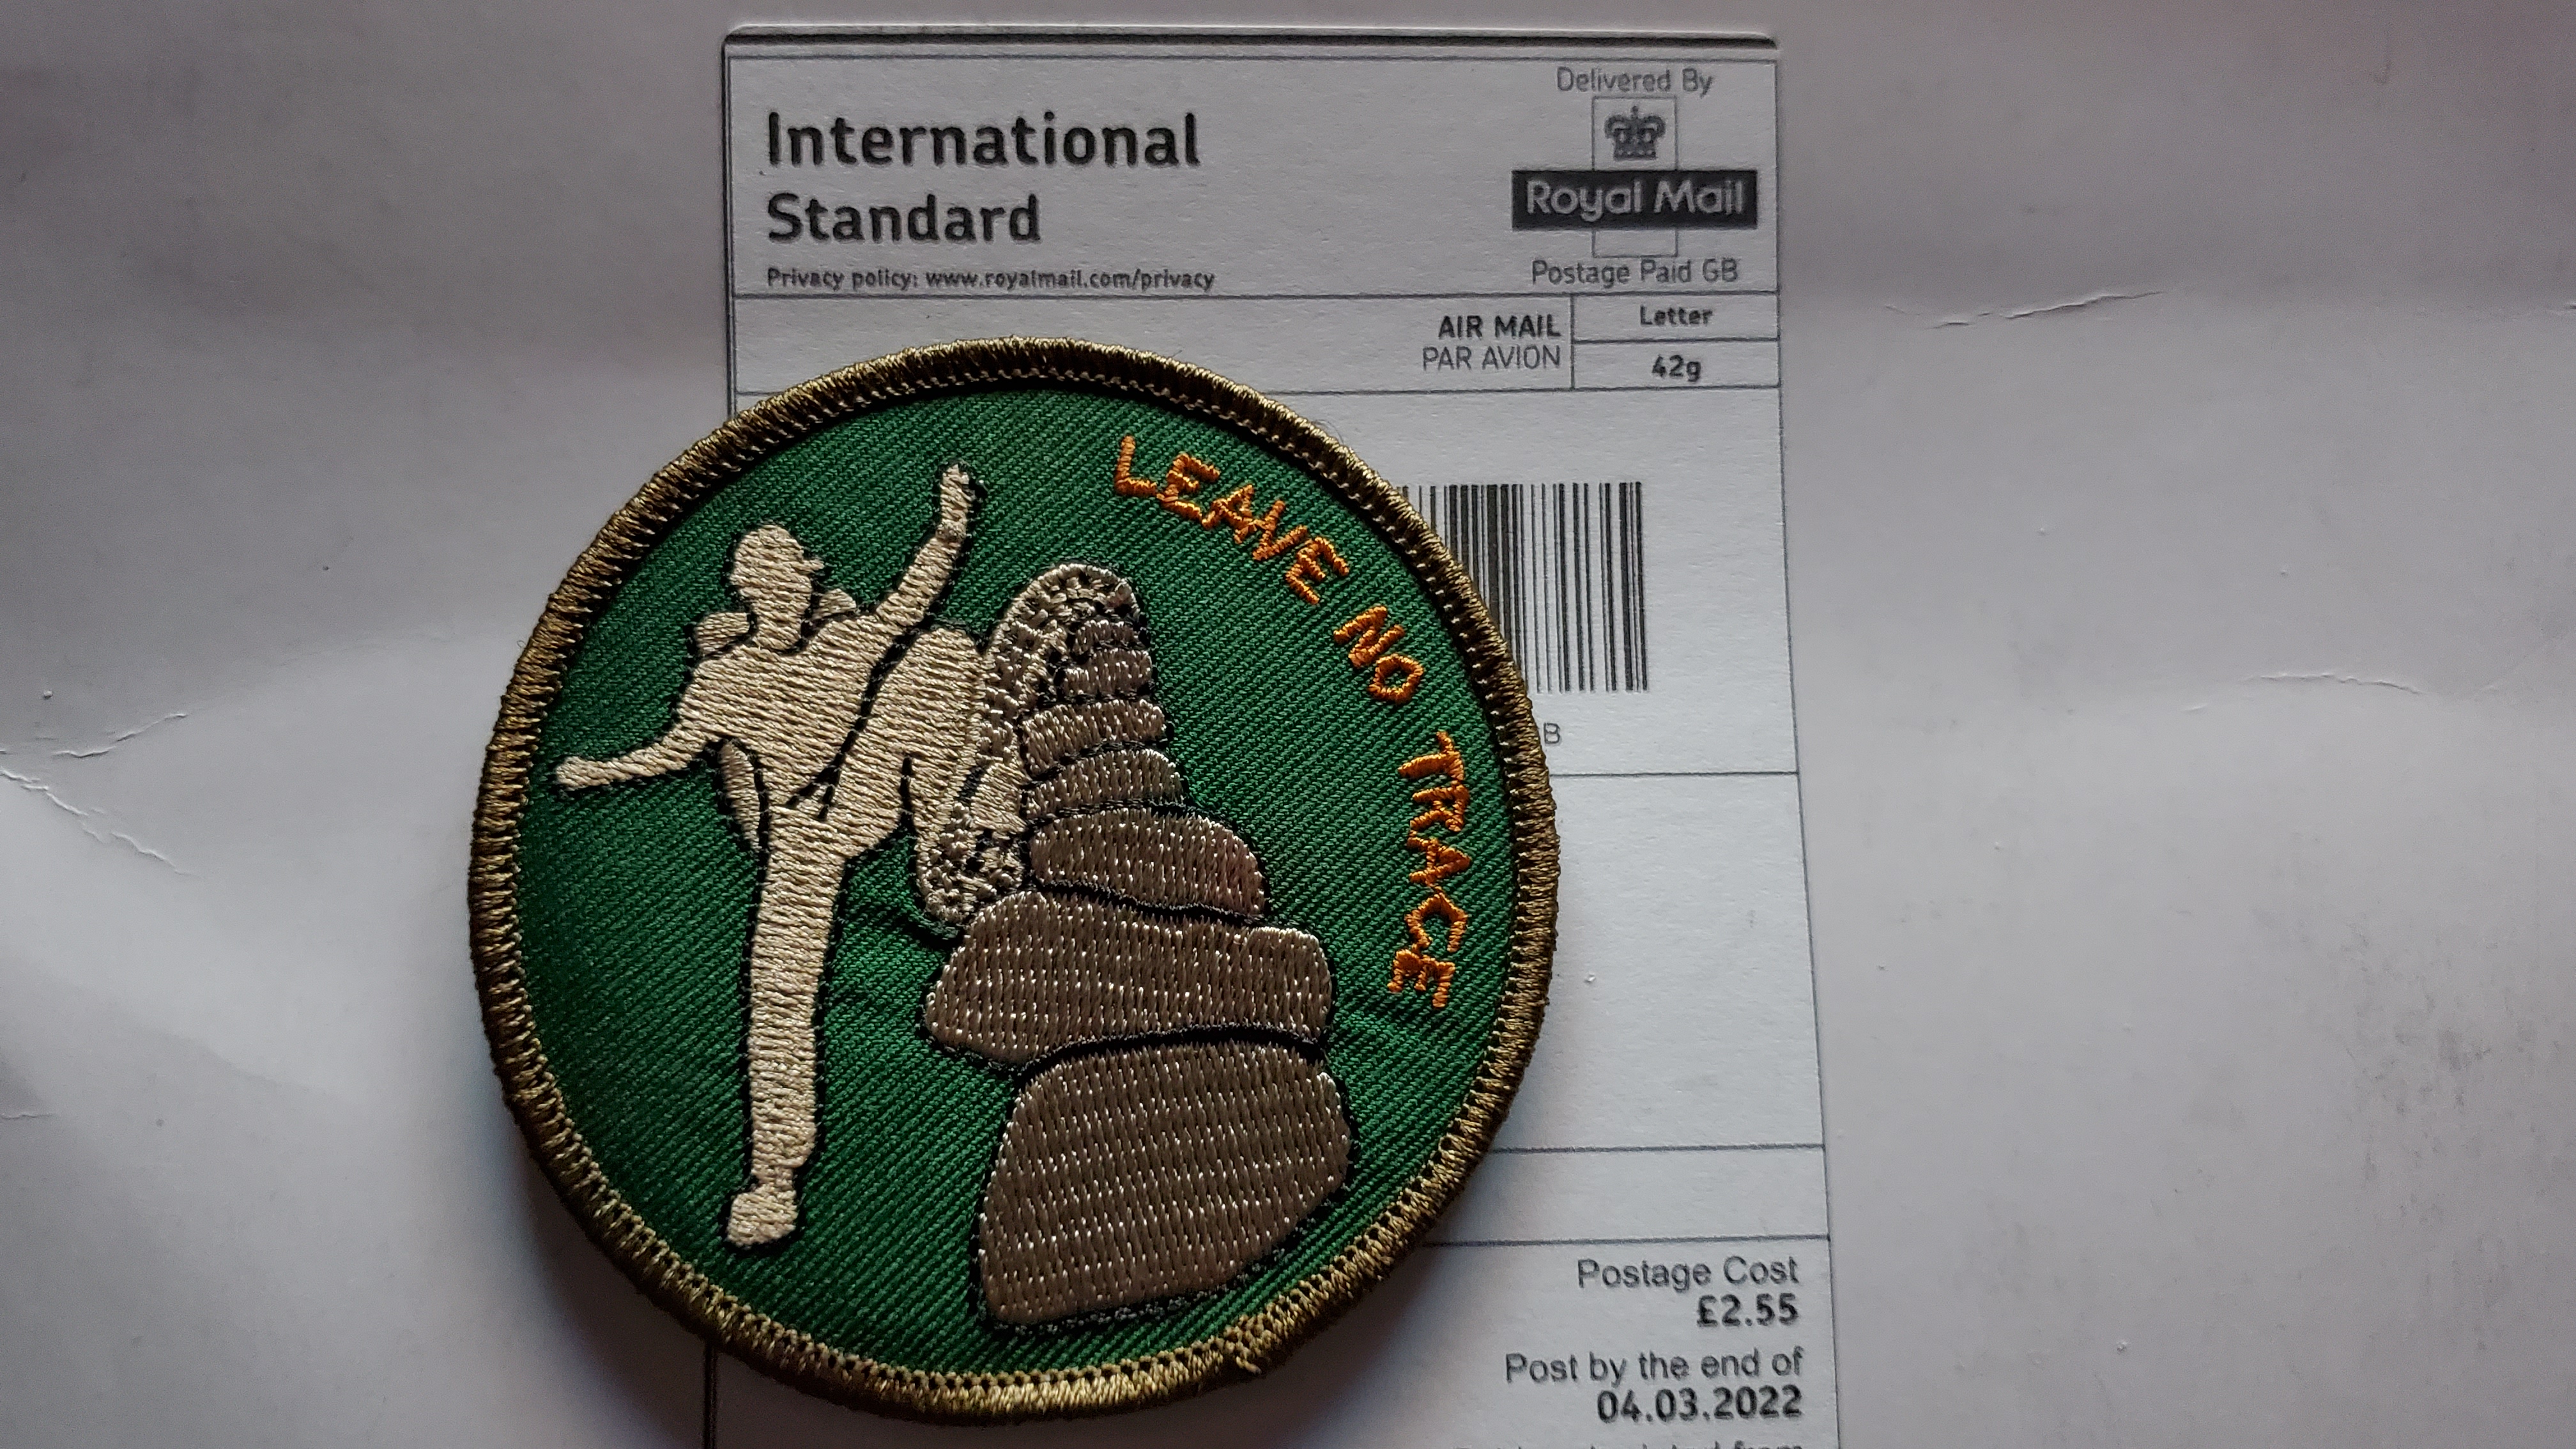 International
Standard
Privacy policy: www.royalmail.com/privacy
Delivered By
Royal Mail
Postage Paid GB
AIR MAIL
PAR AVION
Letter
42g
LEAVE NO TRACE
B
Postage Cost
£2.55
Post by the end of
04.03.2022